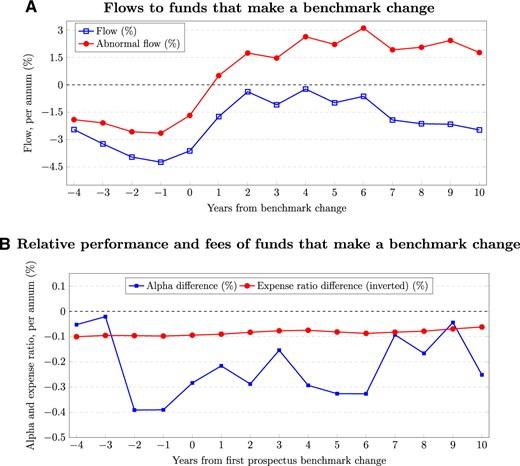 A Flows to funds that make a benchmark change
Flow (%)
Abnormal flow (%)
3
1.5
0
−1.5
−3
−4.5
Flow, per annum (%)
−4 −3 −2 −1 0 1 2 3 4 5 6 7 8 9 10
Years from benchmark change
B Relative performance and fees of funds that make a benchmark change
Alpha difference (%) Expense ratio difference (inverted) (%)
0.1
0
−0.1
−0.2
−0.3
−0.4
−0.5
Alpha and expense ratio, per annum (%)
−4 −3 −2 −1 0 1 2 3 4 5 6 7 8 9 10
Years from first prospectus benchmark change